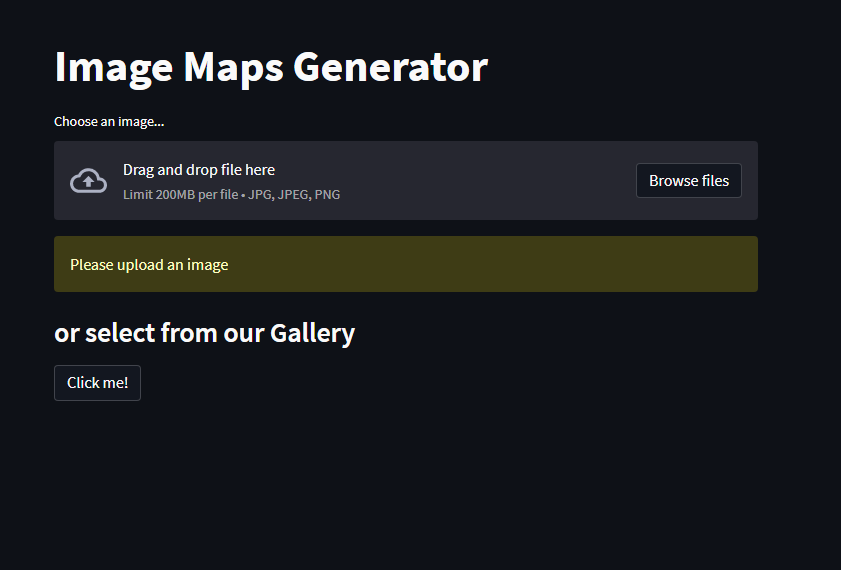 Image Maps Generator
Choose an image...
Drag and drop file here
Limit 200MB per file • JPG, JPEG, PNG
Browse files
Please upload an image
or select from our Gallery
Click me!